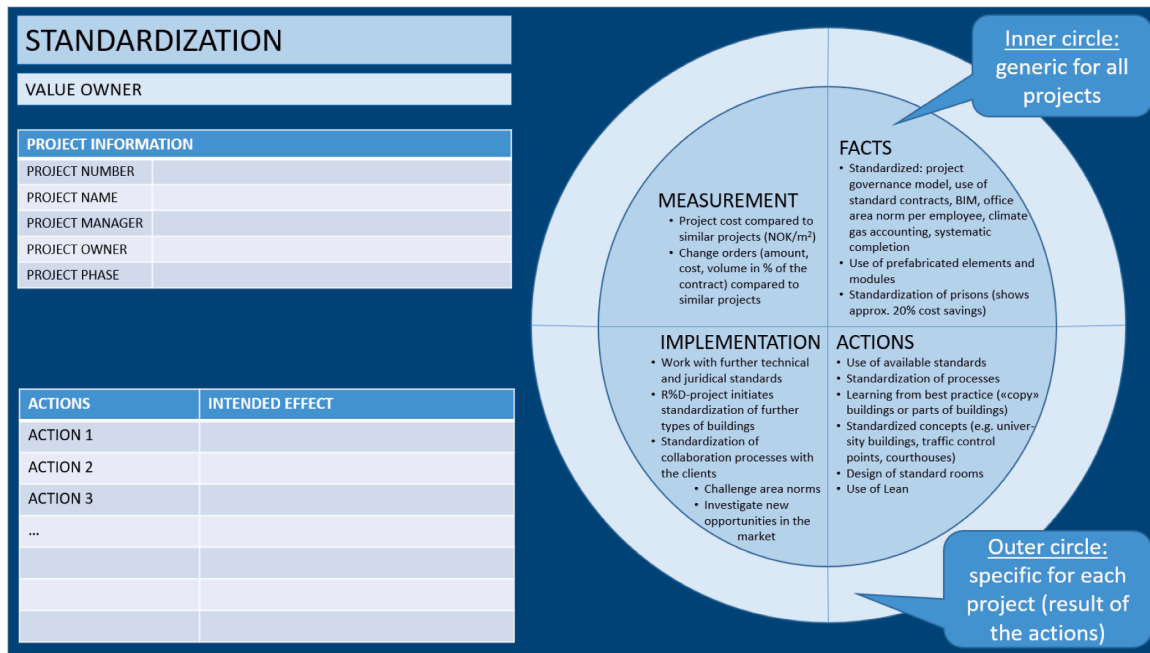 STANDARDIZATION
VALUE OWNER
PROJECT INFORMATION
PROJECT NUMBER
PROJECT NAME
PROJECT MANAGER
PROJECT OWNER
PROJECT PHASE
ACTIONS INTENDED EFFECT
ACTION 1
ACTION 2
ACTION 3
...
Inner circle:
generic for all
projects
MEASUREMENT
• Project cost compared to
similar projects (NOK/m²)
• Change orders (amount,
cost, volume in % of the
contract) compared to
similar projects
FACTS
• Standardized: project
governance model, use of
standard contracts, BIM, office
area norm per employee, climate
gas accounting, systematic
completion
• Use of prefabricated elements and
modules
• Standardization of prisons (shows
approx. 20% cost savings)
IMPLEMENTATION
• Work with further technical
and juridical standards
• R%D-project initiates
standardization of further
types of buildings
• Standardization of
collaboration processes with
the clients
• Challenge area norms
• Investigate new
opportunities in the
market
ACTIONS
• Use of available standards
• Standardization of processes
• Learning from best practice («copy»
buildings or parts of buildings)
• Standardized concepts (e.g. univer-
sity buildings, traffic control
points, courthouses)
• Design of standard rooms
• Use of Lean
Outer circle:
specific for each
project (result of
the actions)